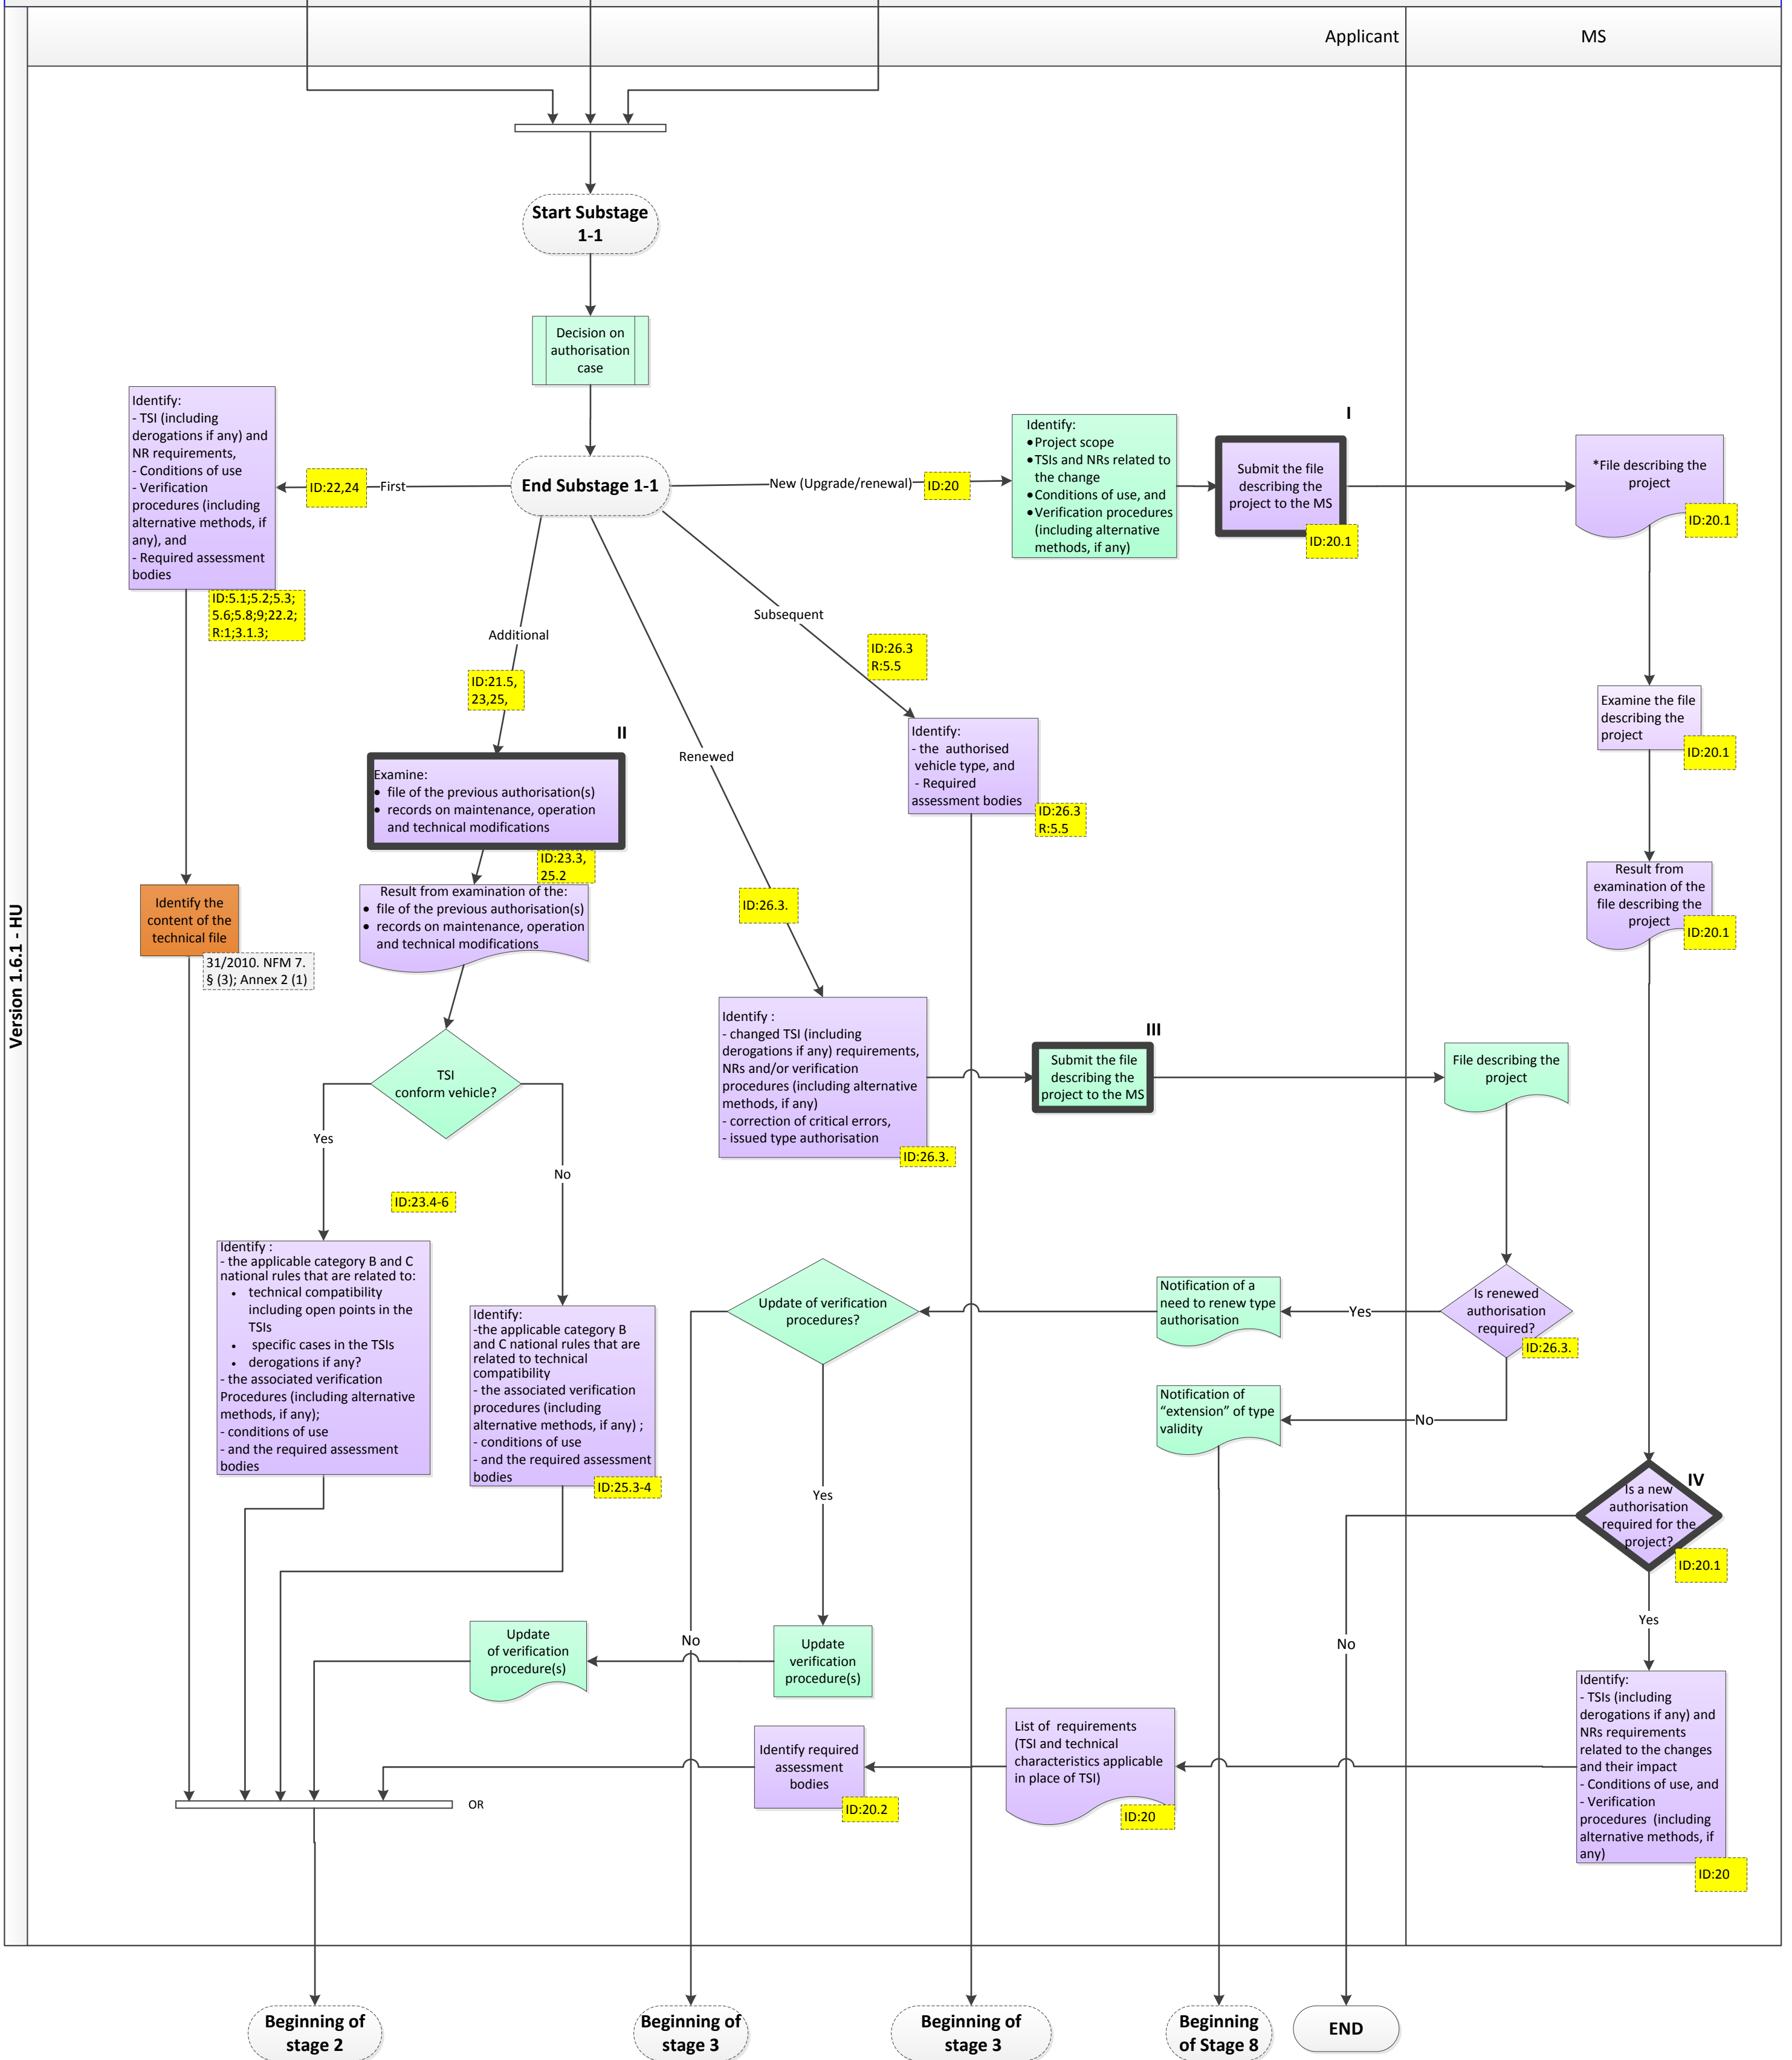 Applicant
MS
Version 1.6.1 - HU
Start Substage
1-1
Decision on
authorisation
case
End Substage 1-1
First
ID:22,24
Identify:
- TSI (including
derogations if any) and
NR requirements,
- Conditions of use
- Verification
procedures (including
alternative methods, if
any), and
- Required assessment
bodies
ID:5.1;5.2;5.3;
5.6;5.8;9;22.2;
R:1;3.1.3;
New (Upgrade/renewal)
ID:20
Identify:
• Project scope
• TSIs and NRs related to
the change
• Conditions of use, and
• Verification procedures
(including alternative
methods, if any)
I
Submit the file
describing the
project to the MS
ID:20.1
*File describing the
project
ID:20.1
Examine the file
describing the
project
ID:20.1
Result from
examination of the
file describing the
project
ID:20.1
Additional
ID:21.5,
23,25,
II
Examine:
• file of the previous authorisation(s)
• records on maintenance, operation
and technical modifications
ID:23.3,
25.2
Result from examination of the:
• file of the previous authorisation(s)
• records on maintenance, operation
and technical modifications
Subsequent
ID:26.3
R:5.5
Identify:
- the authorised
vehicle type, and
- Required
assessment bodies
ID:26.3
R:5.5
Renewed
ID:26.3.
Identify the
content of the
technical file
31/2010. NFM 7.
§ (3); Annex 2 (1)
TSI
conform vehicle?
Yes
No
ID:23.4-6
Identify :
- changed TSI (including
derogations if any) requirements,
NRs and/or verification
procedures (including alternative
methods, if any)
- correction of critical errors,
- issued type authorisation
ID:26.3.
III
Submit the file
describing the
project to the MS
File describing the
project
Identify :
- the applicable category B and C
national rules that are related to:
• technical compatibility
including open points in the
TSIs
• specific cases in the TSIs
• derogations if any?
- the associated verification
Procedures (including alternative
methods, if any);
- conditions of use
- and the required assessment
bodies
Identify:
-the applicable category B
and C national rules that are
related to technical
compatibility
- the associated verification
procedures (including
alternative methods, if any) ;
- conditions of use
- and the required assessment
bodies
ID:25.3-4
Update of verification
procedures?
Notification of a
need to renew type
authorisation
Yes
Is renewed
authorisation
required?
ID:26.3.
Notification of
“extension” of type
validity
No
Yes
IV
Is a new
authorisation
required for the
project?
ID:20.1
Yes
No
No
Update
of verification
procedure(s)
Update
verification
procedure(s)
Identify required
assessment
bodies
ID:20.2
List of requirements
(TSI and technical
characteristics applicable
in place of TSI)
ID:20
Identify:
- TSIs (including
derogations if any) and
NRs requirements
related to the changes
and their impact
- Conditions of use, and
- Verification
procedures (including
alternative methods, if
any)
ID:20
OR
Beginning of
stage 2
Beginning of
stage 3
Beginning of
stage 3
Beginning
of Stage 8
END